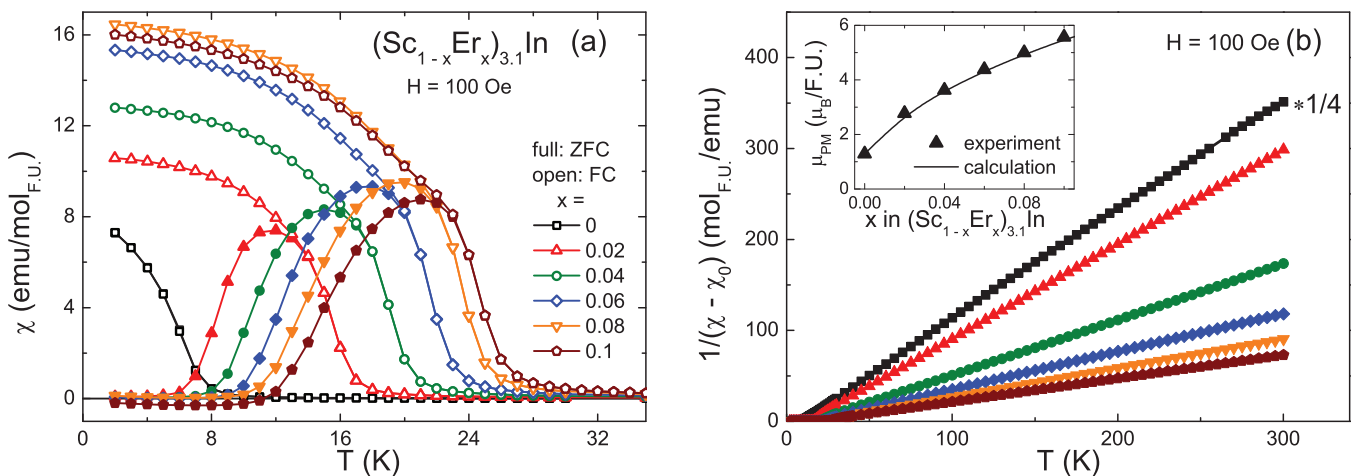 (Sc1 - xErx)3.1In (a)
H = 100 Oe
full: ZFC
open: FC
x =
0
0.02
0.04
0.06
0.08
0.1
χ (emu/molF.U.)
16
12
8
4
0
0 8 16 24 32
T (K)
H = 100 Oe (b)
*1/4
1/(χ - χ0) (molF.U./emu)
400
300
200
100
0
0 100 200 300
T (K)
μPM (μB/F.U.)
6
4
2
0
experiment
calculation
0.00 0.04 0.08
x in (Sc1 - xErx)3.1In